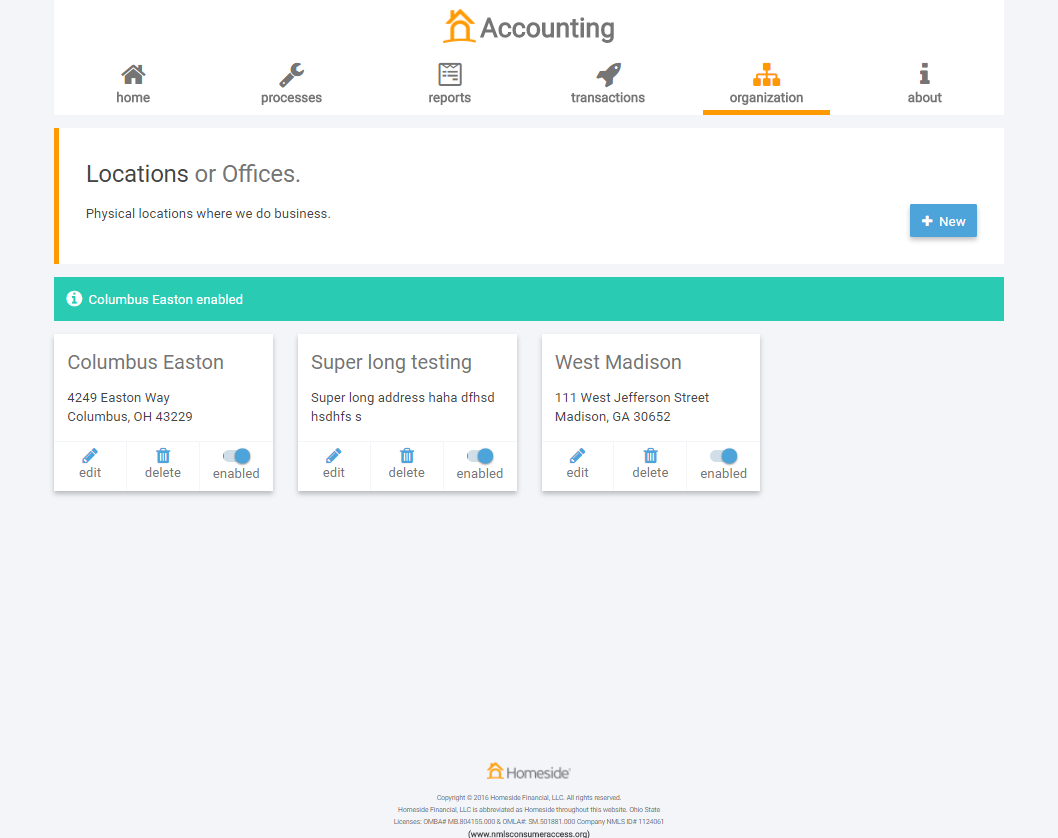 Accounting
home processes reports transactions organization about
Locations or Offices.
Physical locations where we do business.
New
Columbus Easton enabled
Columbus Easton
4249 Easton Way
Columbus, OH 43229
edit delete enabled
Super long testing
Super long address haha dfhsd
hsdhfs s
edit delete enabled
West Madison
111 West Jefferson Street
Madison, GA 30652
edit delete enabled
Homeside®
Copyright © 2016 Homeside Financial, LLC. All rights reserved.
Homeside Financial, LLC is abbreviated as Homeside throughout this website. Ohio State
Licenses: OMBA# MB.804155.000 & OMLA#: SM.501881.000 Company NMLS ID# 1124061
(www.nmlsconsumeraccess.org)